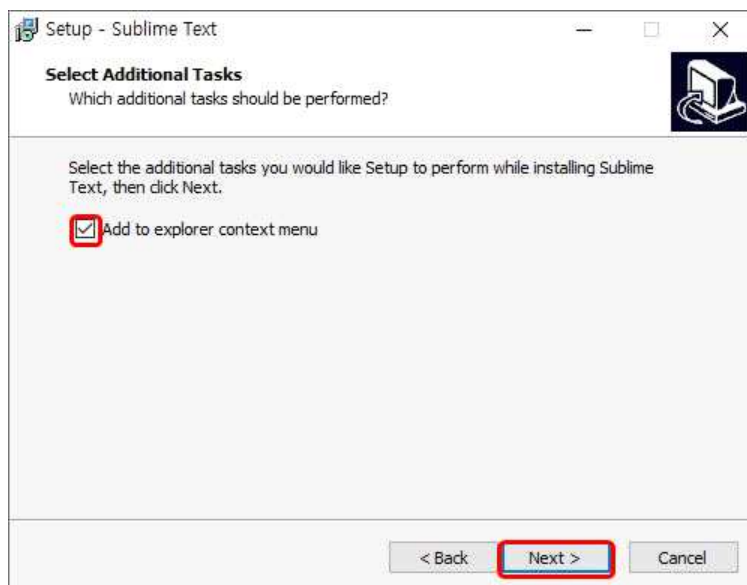 Setup - Sublime Text
Select Additional Tasks
Which additional tasks should be performed?
Select the additional tasks you would like Setup to perform while installing Sublime
Text, then click Next.
Add to explorer context menu
< Back
Next >
Cancel